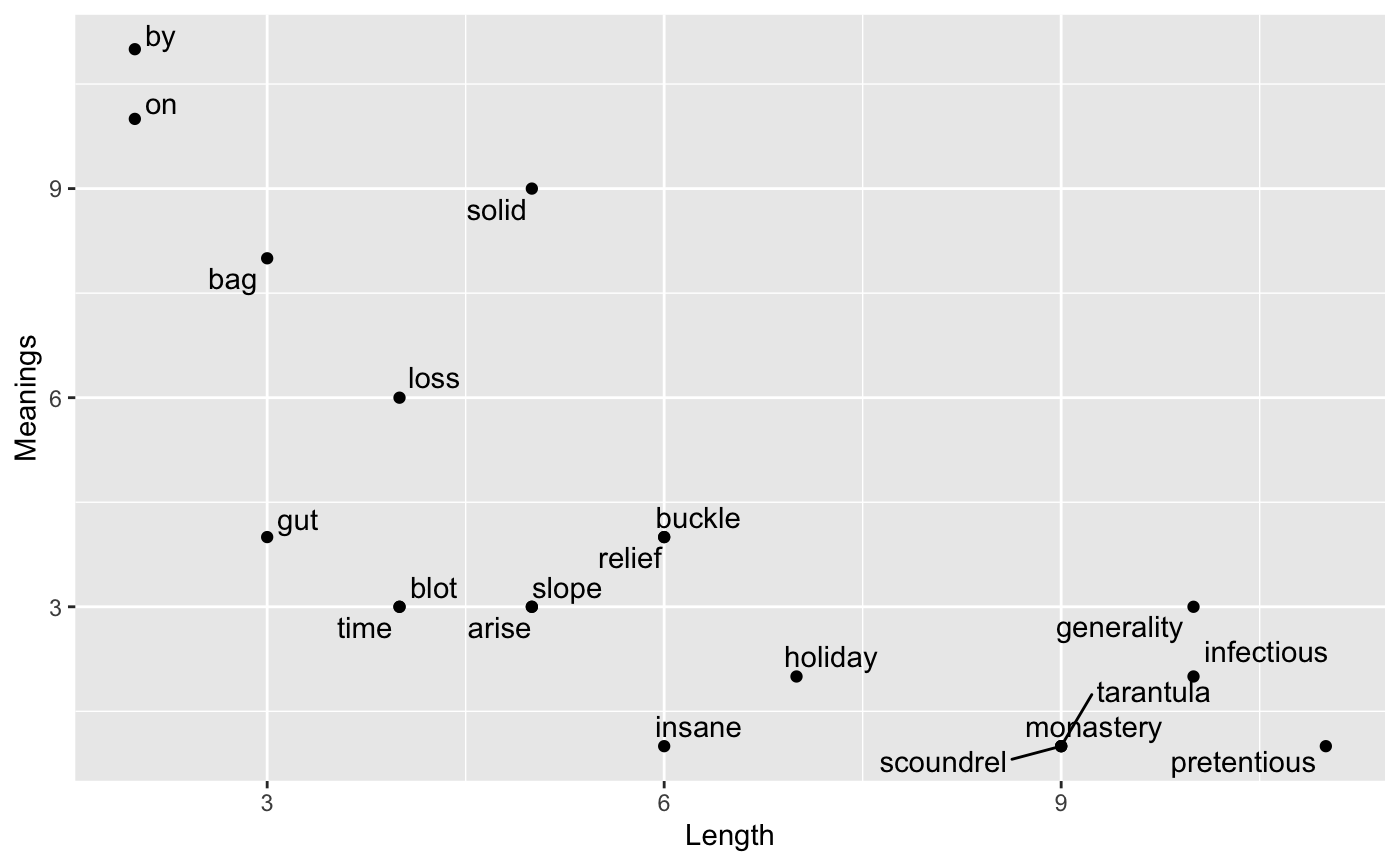 by
on
9
solid
bag
loss
6
buckle
gut
relief
blot
slope
3
time
arise
generality
infectious
holiday
tarantula
insane
monastery
scoundrel
pretentious
3
6
9
Length
Meanings